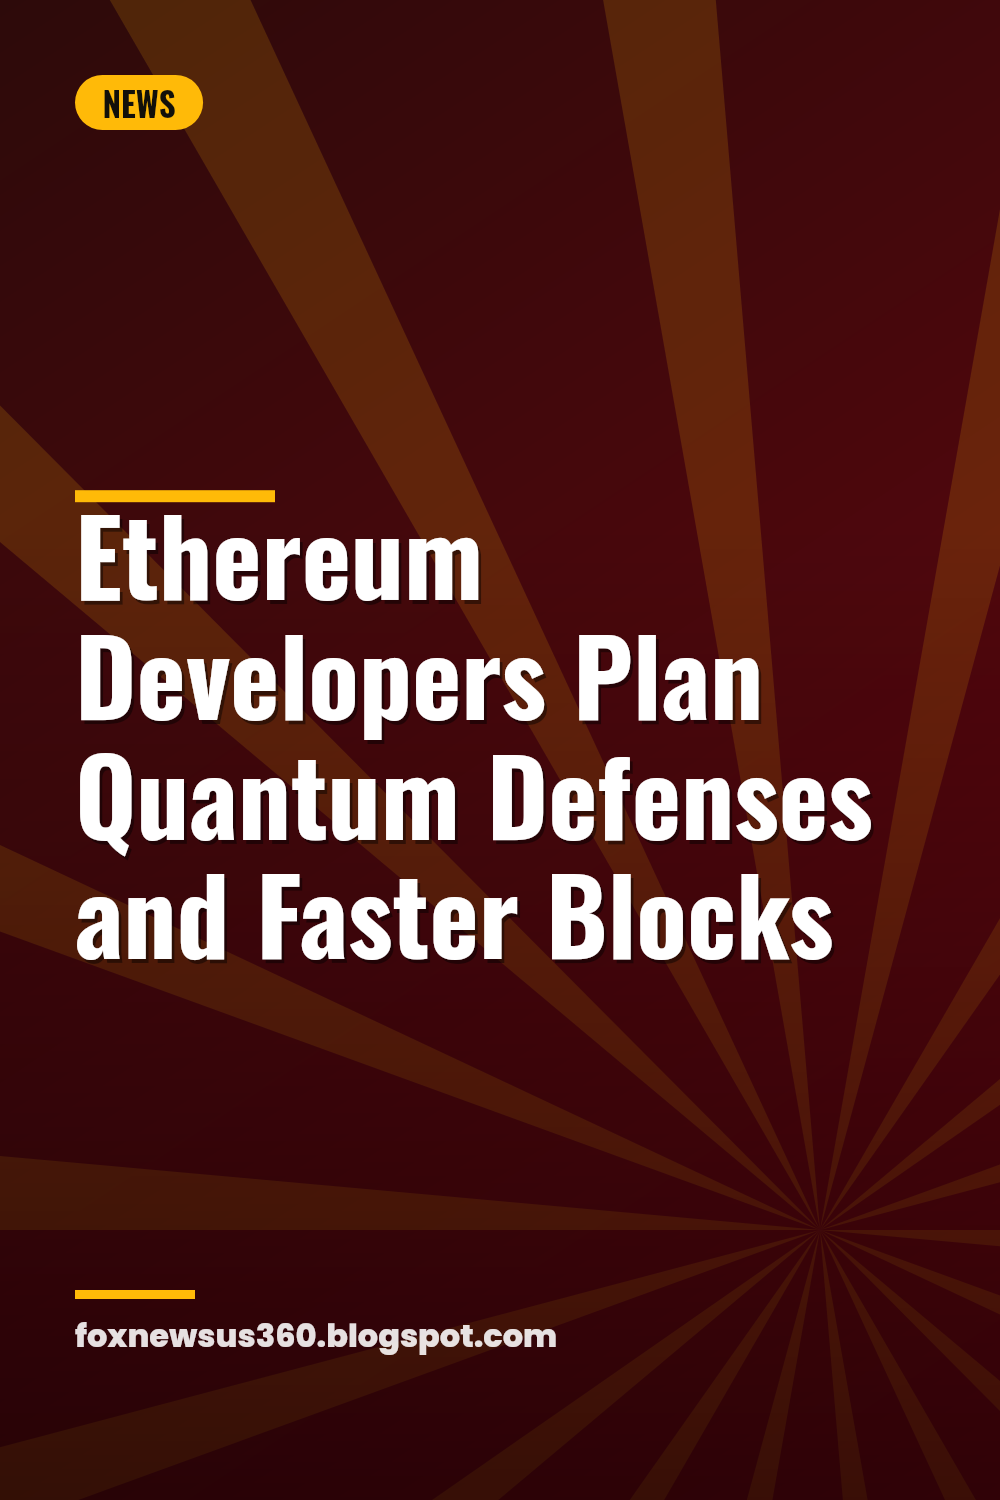 NEWS
Ethereum
Developers Plan
Quantum Defenses
and Faster Blocks
foxnewsus360.blogspot.com